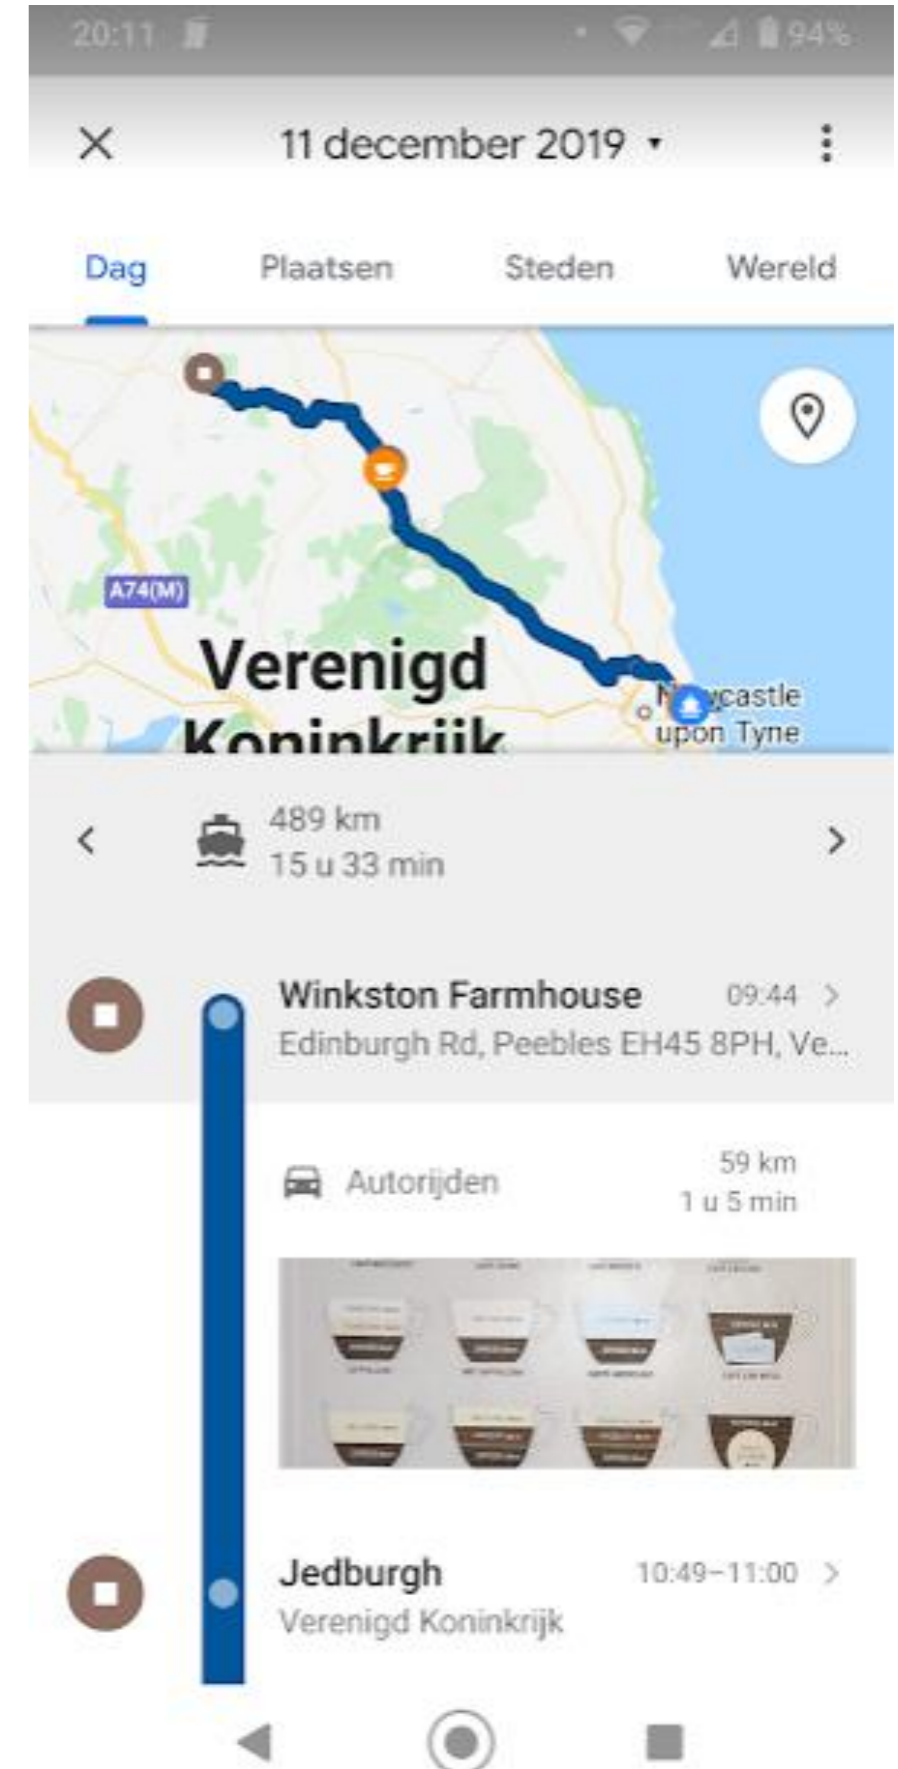 20:11
94%
11 december 2019
Dag Plaatsen Steden Wereld
A74(M)
Verenigd
Koninkrijk
Newcastle
upon Tyne
489 km
15 u 33 min
Winkston Farmhouse 09:44
Edinburgh Rd, Peebles EH45 8PH, Ve...
Autorijden
59 km
1 u 5 min
Jedburgh 10:49–11:00
Verenigd Koninkrijk